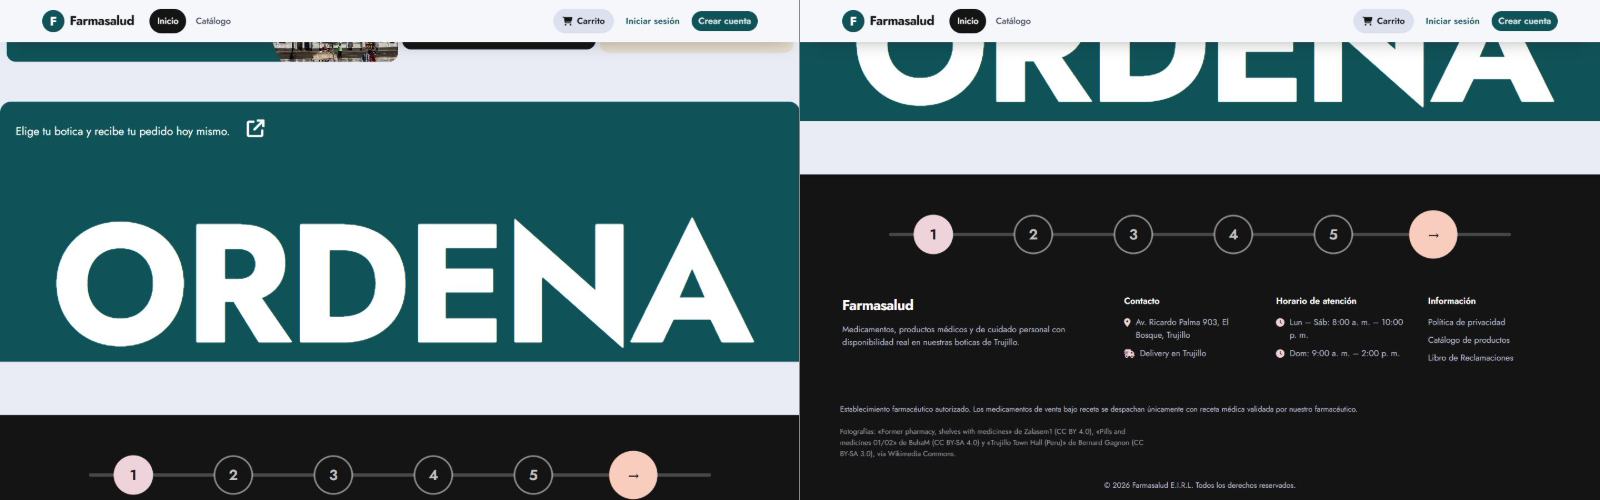 F Farmasalud Inicio Catálogo Carrito Iniciar sesión Crear cuenta
Elige tu botica y recibe tu pedido hoy mismo.
ORDENA
1 2 3 4 5 →
F Farmasalud Inicio Catálogo Carrito Iniciar sesión Crear cuenta
ORDENA
1 2 3 4 5 →
Farmasalud
Medicamentos, productos médicos y de cuidado personal con
disponibilidad real en nuestras boticas de Trujillo.
Contacto
Av. Ricardo Palma 903, El
Bosque, Trujillo
Delivery en Trujillo
Horario de atención
Lun – Sáb: 8:00 a. m. – 10:00
p. m.
Dom: 9:00 a. m. – 2:00 p. m.
Información
Política de privacidad
Catálogo de productos
Libro de Reclamaciones
Establecimiento farmacéutico autorizado. Los medicamentos de venta bajo receta se despachan únicamente con receta médica validada por nuestro farmacéutico.
Fotografías: «Former pharmacy, shelves with medicines» de Zalasem1 (CC BY 4.0), «Pills and
medicines 01/02» de BuhaM (CC BY-SA 4.0) y «Trujillo Town Hall (Peru)» de Bernard Gagnon (CC
BY-SA 3.0), vía Wikimedia Commons.
© 2026 Farmasalud E.I.R.L. Todos los derechos reservados.